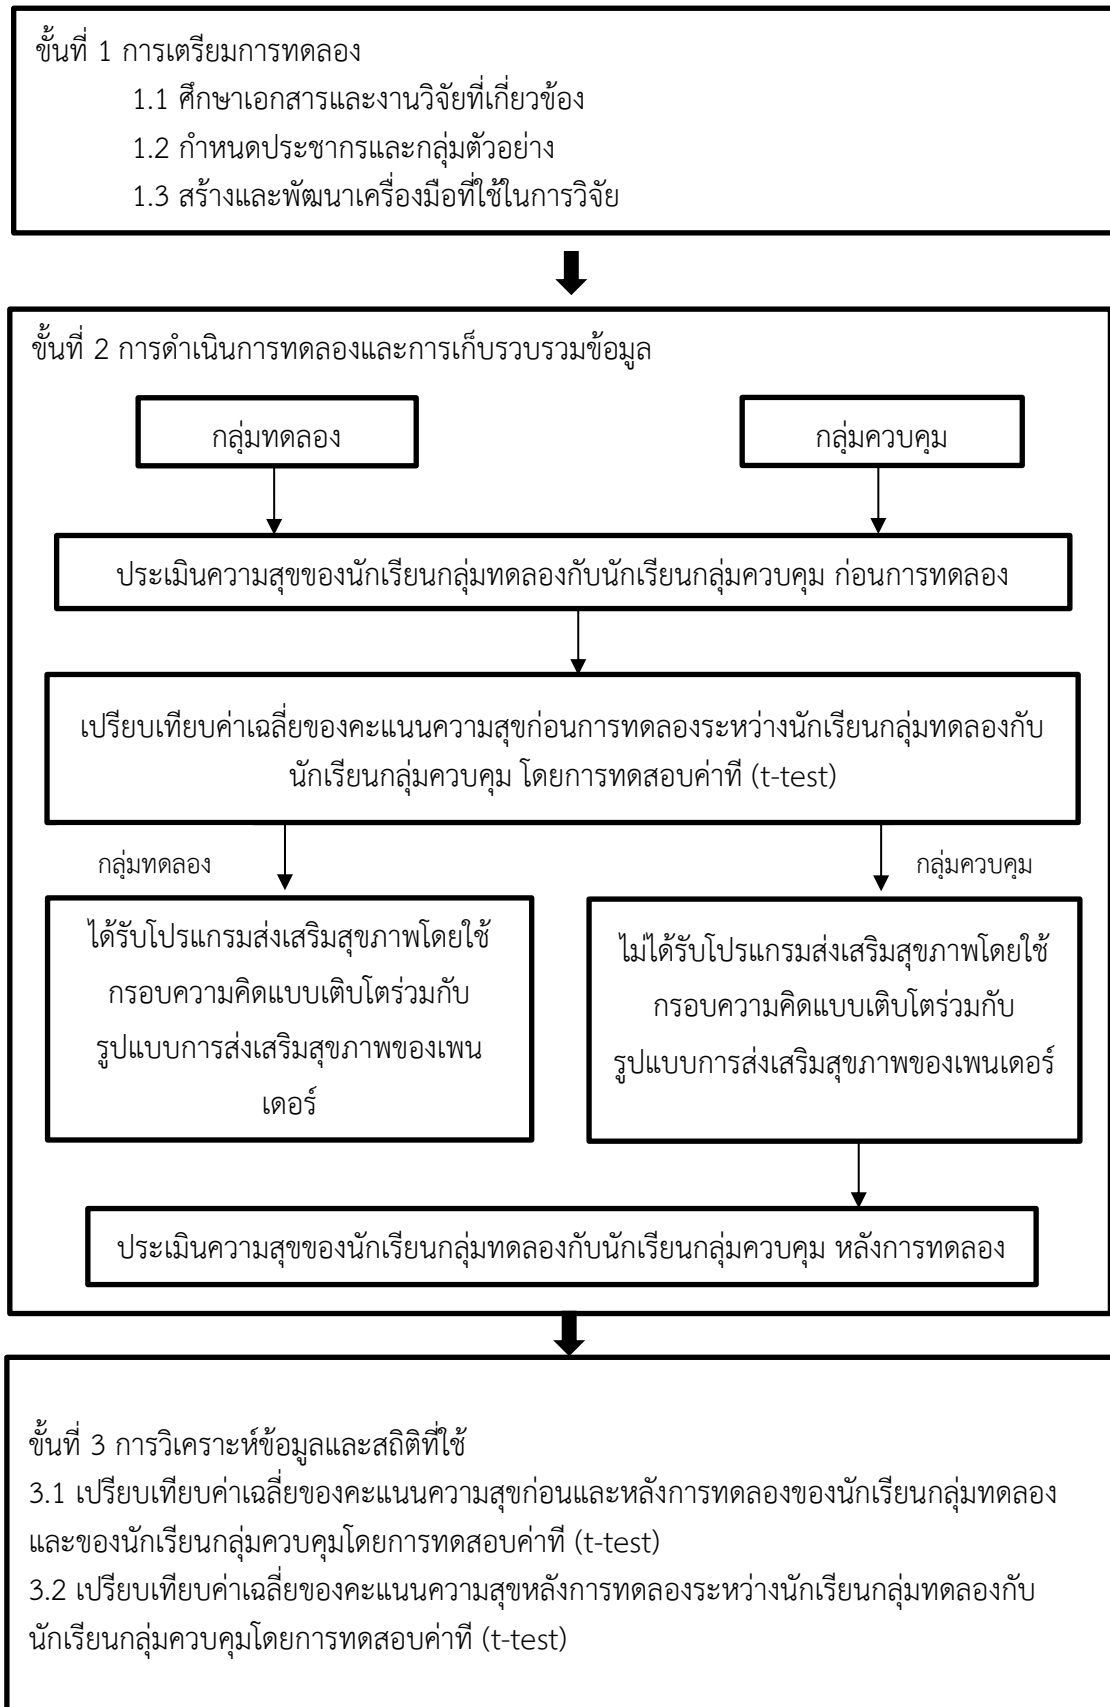 ขั้นที่ 1 การเตรียมการทดลอง
1.1 ศึกษาเอกสารและงานวิจัยที่เกี่ยวข้อง
1.2 กำหนดประชากรและกลุ่มตัวอย่าง
1.3 สร้างและพัฒนาเครื่องมือที่ใช้ในการวิจัย
ขั้นที่ 2 การดำเนินการทดลองและการเก็บรวบรวมข้อมูล
กลุ่มทดลอง
กลุ่มควบคุม
ประเมินความสุขของนักเรียนกลุ่มทดลองกับนักเรียนกลุ่มควบคุม ก่อนการทดลอง
เปรียบเทียบค่าเฉลี่ยของคะแนนความสุขก่อนการทดลองระหว่างนักเรียนกลุ่มทดลองกับ
นักเรียนกลุ่มควบคุม โดยการทดสอบค่าที (t-test)
กลุ่มทดลอง
กลุ่มควบคุม
ได้รับโปรแกรมส่งเสริมสุขภาพโดยใช้
กรอบความคิดแบบเติบโตร่วมกับ
รูปแบบการส่งเสริมสุขภาพของเพน
เดอร์
ไม่ได้รับโปรแกรมส่งเสริมสุขภาพโดยใช้
กรอบความคิดแบบเติบโตร่วมกับ
รูปแบบการส่งเสริมสุขภาพของเพนเดอร์
ประเมินความสุขของนักเรียนกลุ่มทดลองกับนักเรียนกลุ่มควบคุม หลังการทดลอง
ขั้นที่ 3 การวิเคราะห์ข้อมูลและสถิติที่ใช้
3.1 เปรียบเทียบค่าเฉลี่ยของคะแนนความสุขก่อนและหลังการทดลองของนักเรียนกลุ่มทดลอง
และของนักเรียนกลุ่มควบคุมโดยการทดสอบค่าที (t-test)
3.2 เปรียบเทียบค่าเฉลี่ยของคะแนนความสุขหลังการทดลองระหว่างนักเรียนกลุ่มทดลองกับ
นักเรียนกลุ่มควบคุมโดยการทดสอบค่าที (t-test)